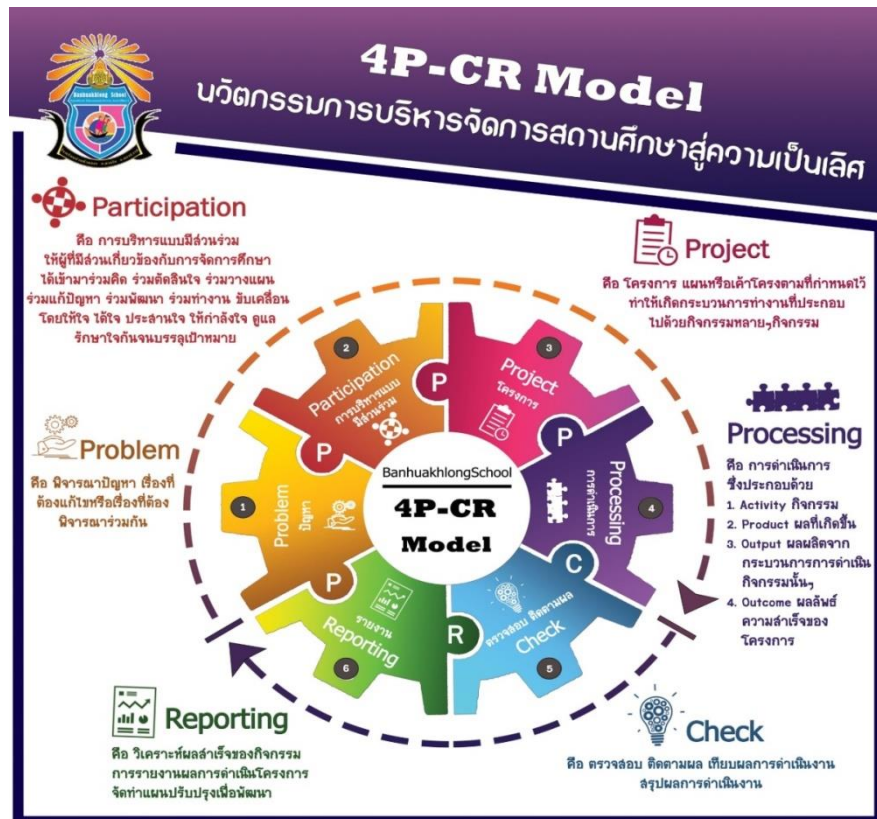 4P-CR Model
นวัตกรรมการบริหารจัดการสถานศึกษาสู่ความเป็นเลิศ
Banhuakhlong School
Participation
คือ การบริหารแบบมีส่วนร่วม
ให้ผู้ที่มีส่วนเกี่ยวข้องกับการจัดการศึกษา
ได้เข้ามาร่วมคิด ร่วมตัดสินใจ ร่วมวางแผน
ร่วมแก้ปัญหา ร่วมพัฒนา ร่วมทำงาน ขับเคลื่อน
โดยให้ใจ ได้ใจ ประสานใจ ให้กำลังใจ ดูแล
รักษาใจกันจนบรรลุเป้าหมาย
Project
คือ โครงการ แผนหรือเค้าโครงตามที่กำหนดไว้
ทำให้เกิดกระบวนการทำงานที่ประกอบ
ไปด้วยกิจกรรมหลายๆกิจกรรม
Problem
คือ พิจารณาปัญหา เรื่องที่
ต้องแก้ไขหรือเรื่องที่ต้อง
พิจารณาร่วมกัน
Processing
คือ การดำเนินการ
ซึ่งประกอบด้วย
1. Activity กิจกรรม
2. Product ผลที่เกิดขึ้น
3. Output ผลผลิตจาก
กระบวนการการดำเนิน
กิจกรรมนั้นๆ
4. Outcome ผลลัพธ์
ความสำเร็จของ
โครงการ
2
Participation
การบริหารแบบ
มีส่วนร่วม
P
3
Project
โครงการ
P
1
Problem
ปัญหา
P
BanhuakhlongSchool
4P-CR
Model
4
Processing
การดำเนินการ
C
6
รายงาน
Reporting
P
5
ตรวจสอบ ติดตามผล
Check
R
Reporting
คือ วิเคราะห์ผลสำเร็จของกิจกรรม
การรายงานผลการดำเนินโครงการ
จัดทำแผนปรับปรุงเพื่อพัฒนา
Check
คือ ตรวจสอบ ติดตามผล เทียบผลการดำเนินงาน
สรุปผลการดำเนินงาน